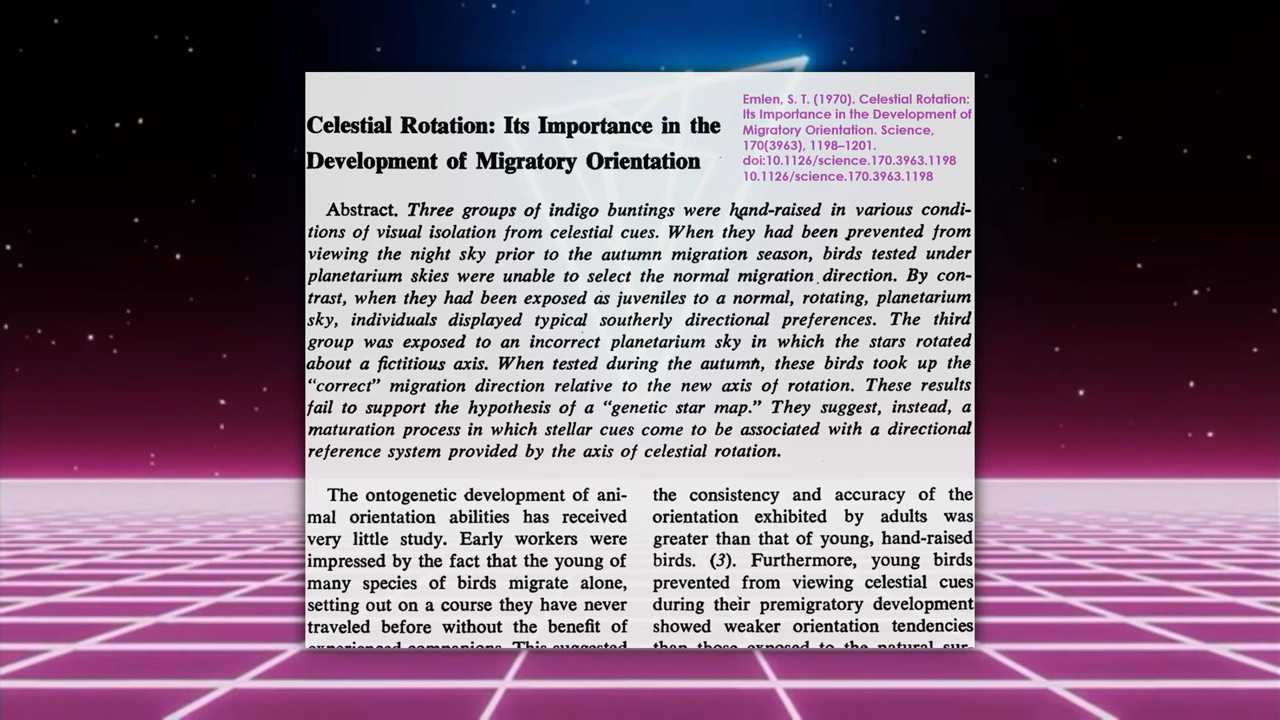 Celestial Rotation: Its Importance in the
Development of Migratory Orientation
Emlen, S. T. (1970). Celestial Rotation:
Its Importance in the Development of
Migratory Orientation. Science,
170(3963), 1198–1201.
doi:10.1126/science.170.3963.1198
10.1126/science.170.3963.1198
Abstract. Three groups of indigo buntings were hand-raised in various condi-
tions of visual isolation from celestial cues. When they had been prevented from
viewing the night sky prior to the autumn migration season, birds tested under
planetarium skies were unable to select the normal migration direction. By con-
trast, when they had been exposed as juveniles to a normal, rotating, planetarium
sky, individuals displayed typical southerly directional preferences. The third
group was exposed to an incorrect planetarium sky in which the stars rotated
about a fictitious axis. When tested during the autumn, these birds took up the
“correct” migration direction relative to the new axis of rotation. These results
fail to support the hypothesis of a “genetic star map.” They suggest, instead, a
maturation process in which stellar cues come to be associated with a directional
reference system provided by the axis of celestial rotation.
The ontogenetic development of ani-
mal orientation abilities has received
very little study. Early workers were
impressed by the fact that the young of
many species of birds migrate alone,
setting out on a course they have never
traveled before without the benefit of
experienced companions. This suggested
the consistency and accuracy of the
orientation exhibited by adults was
greater than that of young, hand-raised
birds. (3). Furthermore, young birds
prevented from viewing celestial cues
during their premigratory development
showed weaker orientation tendencies
than those exposed to the natural sur-